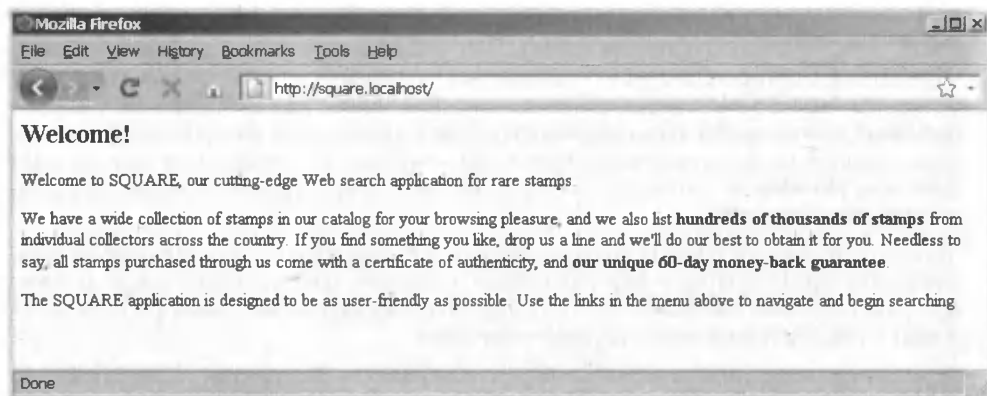 Mozilla Firefox
File Edit View History Bookmarks Tools Help
http://square.localhost/
Welcome!
Welcome to SQUARE, our cutting-edge Web search application for rare stamps.
We have a wide collection of stamps in our catalog for your browsing pleasure, and we also list hundreds of thousands of stamps from
individual collectors across the country. If you find something you like, drop us a line and we'll do our best to obtain it for you. Needless to
say, all stamps purchased through us come with a certificate of authenticity, and our unique 60-day money-back guarantee.
The SQUARE application is designed to be as user-friendly as possible. Use the links in the menu above to navigate and begin searching.
Done